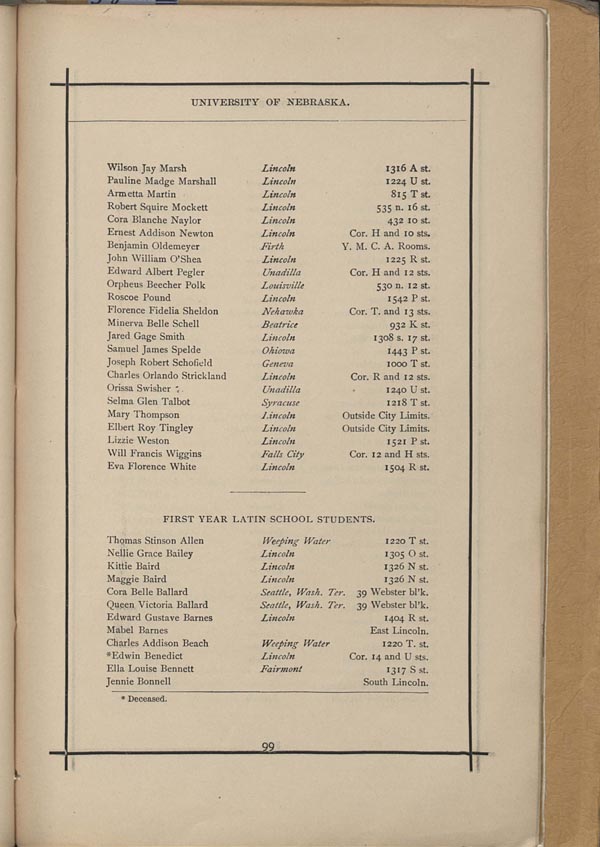 UNIVERSITY OF NEBRASKA.
Wilson Jay Marsh Lincoln 1316 A st.
Pauline Madge Marshall Lincoln 1224 U st.
Armetta Martin Lincoln 815 T st.
Robert Squire Mockett Lincoln 535 n. 16 st.
Cora Blanche Naylor Lincoln 432 10 st.
Ernest Addison Newton Lincoln Cor. H and 10 sts.
Benjamin Oldemeyer Firth Y. M. C. A. Rooms.
John William O'Shea Lincoln 1225 R st.
Edward Albert Pegler Unadilla Cor. H and 12 sts.
Orpheus Beecher Polk Louisville 530 n. 12 st.
Roscoe Pound Lincoln 1542 P st.
Florence Fidelia Sheldon Nehawka Cor. T. and 13 sts.
Minerva Belle Schell Beatrice 932 K st.
Jared Gage Smith Lincoln 1308 s. 17 st.
Samuel James Spelde Ohiowa 1443 P st.
Joseph Robert Schofield Geneva 1000 T st.
Charles Orlando Strickland Lincoln Cor. R and 12 sts.
Orissa Swisher Unadilla 1240 U st.
Selma Glen Talbot Syracuse 1218 T st.
Mary Thompson Lincoln Outside City Limits.
Elbert Roy Tingley Lincoln Outside City Limits.
Lizzie Weston Lincoln 1521 P st.
Will Francis Wiggins Falls City Cor. 12 and H sts.
Eva Florence White Lincoln 1504 R st.
FIRST YEAR LATIN SCHOOL STUDENTS.
Thomas Stinson Allen Weeping Water 1220 T st.
Nellie Grace Bailey Lincoln 1305 O st.
Kittie Baird Lincoln 1326 N st.
Maggie Baird Lincoln 1326 N st.
Cora Belle Ballard Seattle, Wash. Ter. 39 Webster bl'k.
Queen Victoria Ballard Seattle, Wash. Ter. 39 Webster bl'k.
Edward Gustave Barnes Lincoln 1404 R st.
Mabel Barnes East Lincoln.
Charles Addison Beach Weeping Water 1220 T. st.
*Edwin Benedict Lincoln Cor. 14 and U sts.
Ella Louise Bennett Fairmont 1317 S st.
Jennie Bonnell South Lincoln.
* Deceased.
99